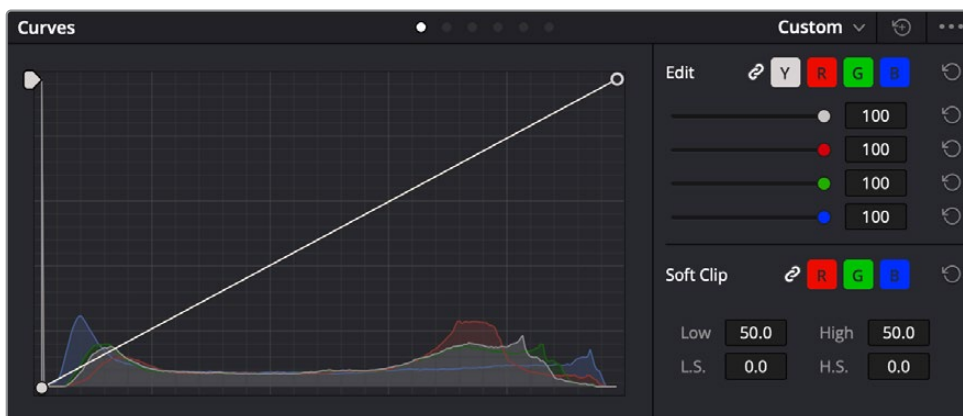 Curves Custom
Edit Y R G B
100
100
100
100
Soft Clip R G B
Low 50.0 High 50.0
L.S. 0.0 H.S. 0.0